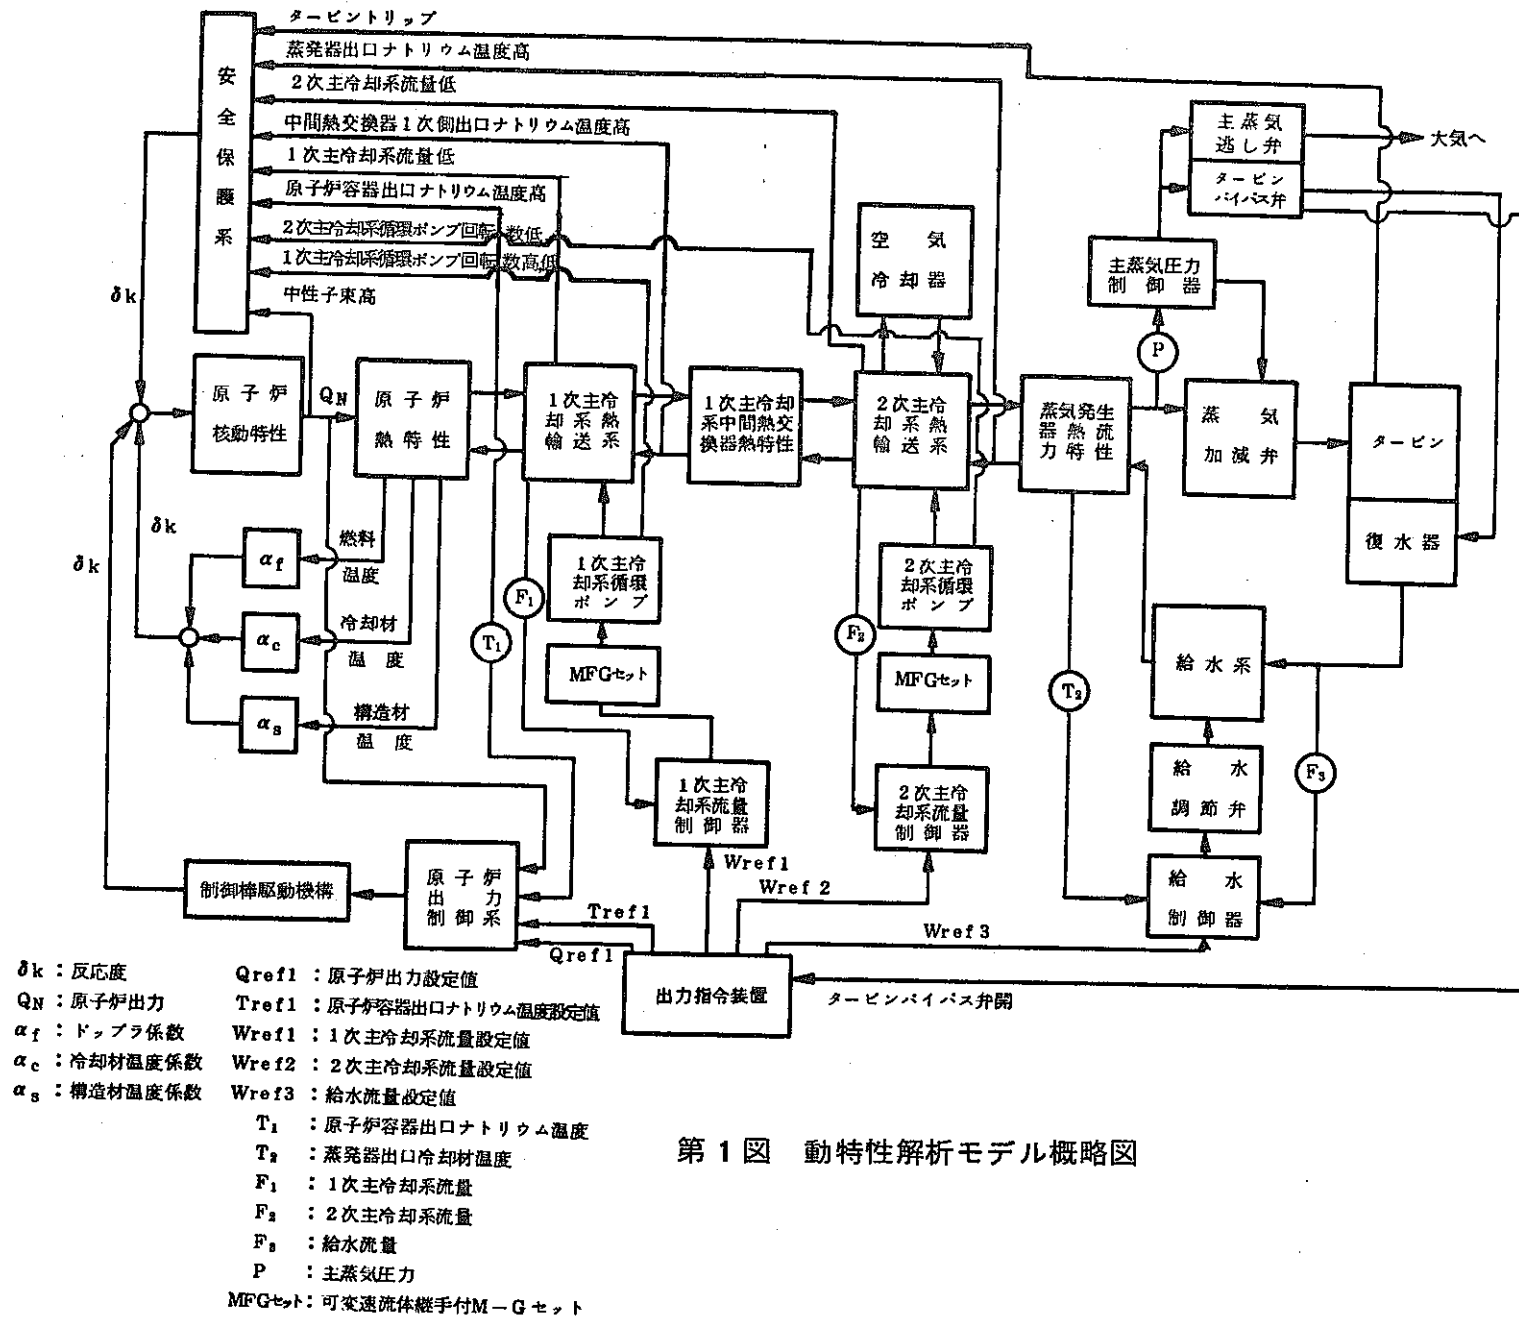 タービントリップ
蒸発器出口ナトリウム温度高
2次主冷却系流量低
中間熱交換器1次側出口ナトリウム温度高
1次主冷却系流量低
原子炉容器出口ナトリウム温度高
2次主冷却系循環ポンプ回転数低
1次主冷却系循環ポンプ回転数高低
中性子束高
安全保護系
主蒸気
逃し弁
大気へ
タービン
バイパス弁
空気
冷却器
主蒸気圧力
制御器
δk
P
原子炉
核動特性
QN
原子炉
熱特性
1次主冷
却系熱
輸送系
1次主冷却
系中間熱交
換器熱特性
2次主冷
却系熱
輸送系
蒸気発生
器熱流
力特性
蒸気
加減弁
タービン
復水器
δk
δk
αf
燃料
温度
αc
冷却材
温度
αs
構造材
温度
F1
T1
1次主冷
却系循環
ポンプ
MFGセット
F2
2次主冷
却系循環
ポンプ
MFGセット
T2
給水系
F3
1次主冷
却系流量
制御器
2次主冷
却系流量
制御器
給水
調節弁
給水
制御器
制御棒駆動機構
原子炉
出力
制御系
Wref1
Wref2
Wref3
Tref1
Qref1
出力指令装置
タービンバイパス弁開
δk:反応度
QN:原子炉出力
αf:ドップラ係数
αc:冷却材温度係数
αs:構造材温度係数
Qref1:原子炉出力設定値
Tref1:原子炉容器出口ナトリウム温度設定値
Wref1:1次主冷却系流量設定値
Wref2:2次主冷却系流量設定値
Wref3:給水流量設定値
T1:原子炉容器出口ナトリウム温度
T2:蒸発器出口冷却材温度
F1:1次主冷却系流量
F2:2次主冷却系流量
F3:給水流量
P:主蒸気圧力
MFGセット:可変速流体継手付M-Gセット
第1図 動特性解析モデル概略図